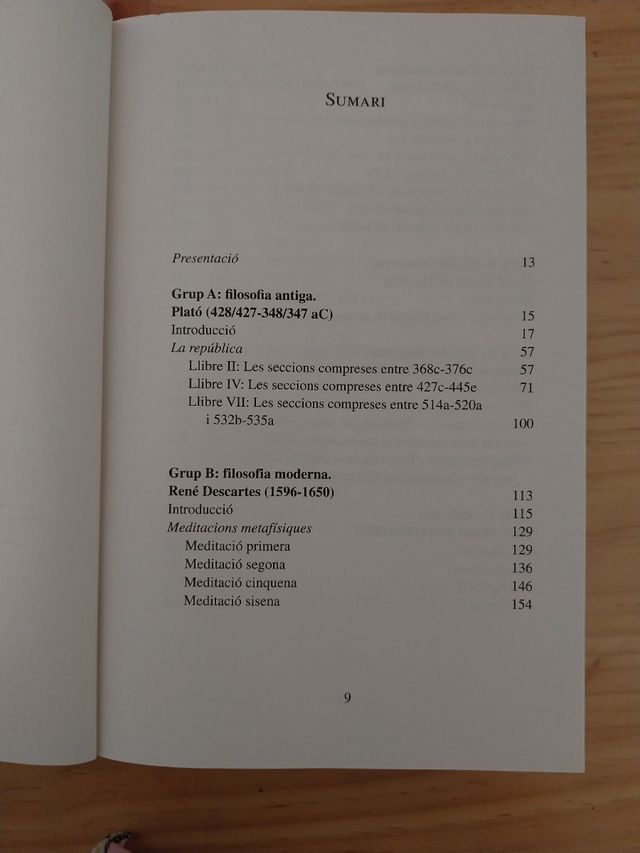 SUMARI
Presentació 13
Grup A: filosofia antiga.
Plató (428/427-348/347 aC) 15
Introducció 17
La república 57
Llibre II: Les seccions compreses entre 368c-376c 57
Llibre IV: Les seccions compreses entre 427c-445e 71
Llibre VII: Les seccions compreses entre 514a-520a
i 532b-535a 100
Grup B: filosofia moderna.
René Descartes (1596-1650) 113
Introducció 115
Meditacions metafísiques 129
Meditació primera 129
Meditació segona 136
Meditació cinquena 146
Meditació sisena 154
9